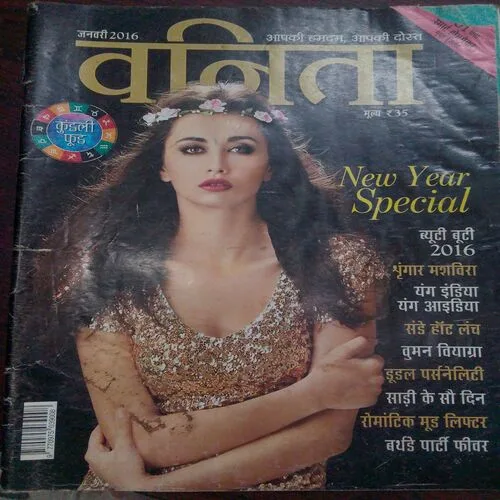 जनवरी 2016
आपकी हमदम, आपकी दोस्त
वनिता
मूल्य ₹35
कुंडली
फूड
New Year
Special
ब्यूटी बूटी
2016
शृंगार मशविरा
यंग इंडिया
यंग आइडिया
संडे हॉट लंच
वुमन वियाग्रा
डूडल पर्सनेलिटी
साड़ी के सौ दिन
रोमांटिक मूड लिफ्टर
बर्थडे पार्टी फीवर